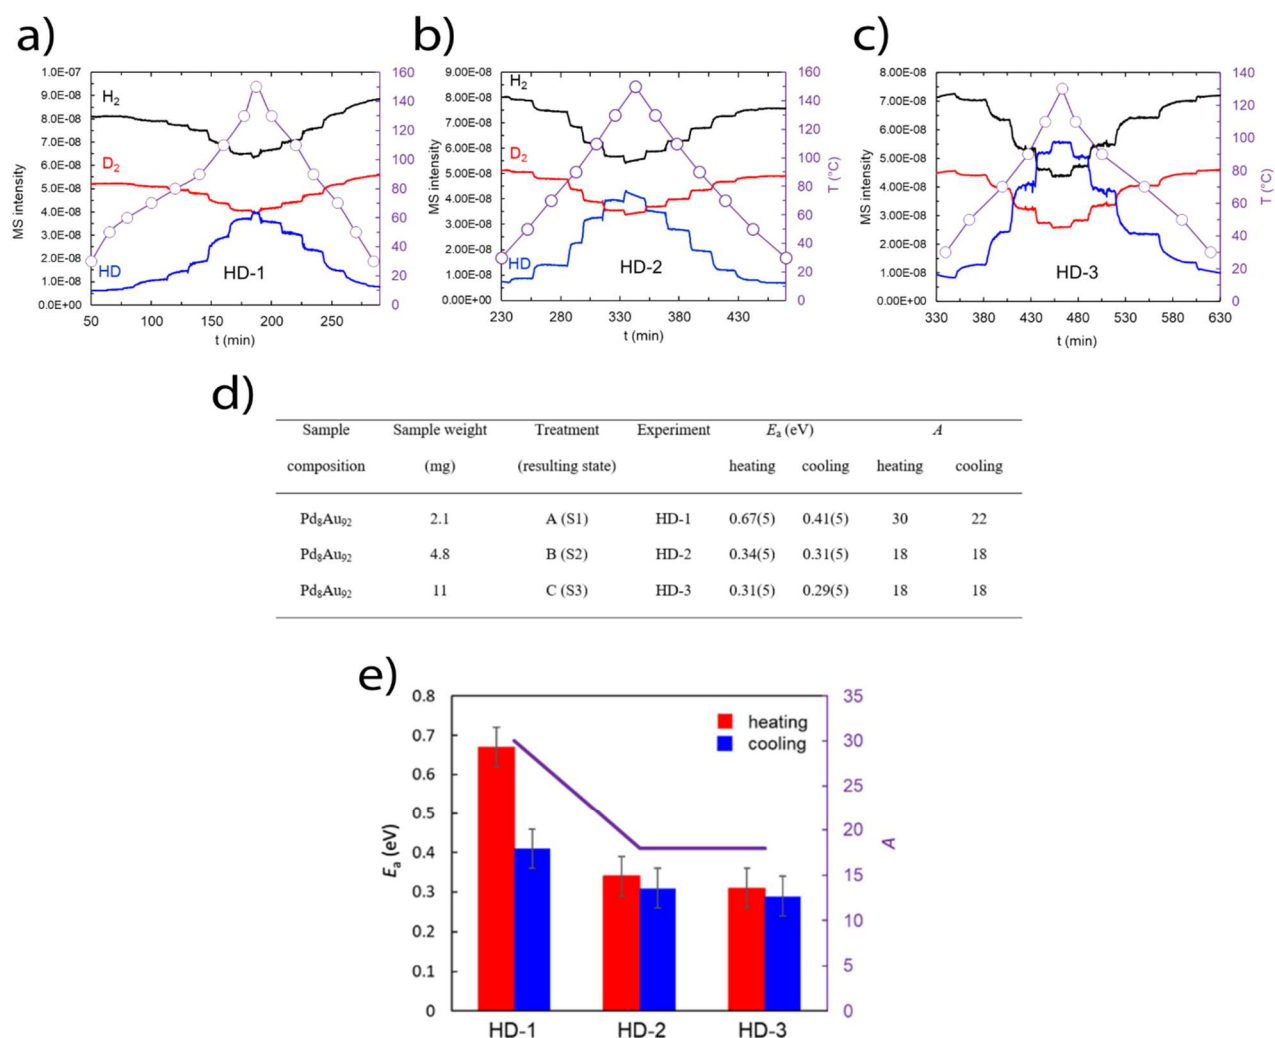 a)
1.0E-07
9.0E-08
8.0E-08
7.0E-08
6.0E-08
5.0E-08
4.0E-08
3.0E-08
2.0E-08
1.0E-08
0.0E+00
MS intensity
H2
D2
HD
HD-1
160
140
120
100
80
60
40
20
0
T (°C)
50 100 150 200 250
t (min)
b)
9.00E-08
8.00E-08
7.00E-08
6.00E-08
5.00E-08
4.00E-08
3.00E-08
2.00E-08
1.00E-08
0.00E+00
MS intensity
H2
D2
HD
HD-2
160
140
120
100
80
60
40
20
0
T (°C)
230 280 330 380 430
t (min)
c)
8.00E-08
7.00E-08
6.00E-08
5.00E-08
4.00E-08
3.00E-08
2.00E-08
1.00E-08
0.00E+00
MS intensity
HD-3
140
120
100
80
60
40
20
0
T (°C)
330 380 430 480 530 580 630
t (min)
d)
Sample Sample weight Treatment Experiment Ea (eV) A
composition (mg) (resulting state) heating cooling heating cooling
Pd8Au92 2.1 A (S1) HD-1 0.67(5) 0.41(5) 30 22
Pd8Au92 4.8 B (S2) HD-2 0.34(5) 0.31(5) 18 18
Pd8Au92 11 C (S3) HD-3 0.31(5) 0.29(5) 18 18
e)
0.8
0.7
0.6
0.5
0.4
0.3
0.2
0.1
0
Ea (eV)
heating
cooling
35
30
25
20
15
10
5
0
A
HD-1 HD-2 HD-3